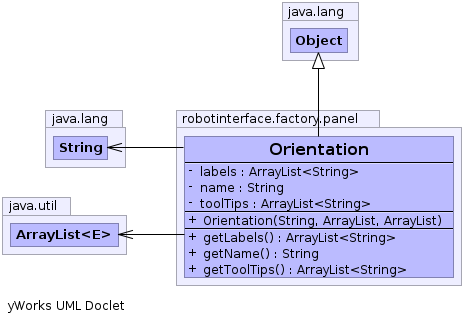 java.lang
Object
java.lang
String
robotinterface.factory.panel
Orientation
- labels : ArrayList<String>
- name : String
- toolTips : ArrayList<String>
+ Orientation(String, ArrayList, ArrayList)
+ getLabels() : ArrayList<String>
+ getName() : String
+ getToolTips() : ArrayList<String>
java.util
ArrayList<E>
yWorks UML Doclet